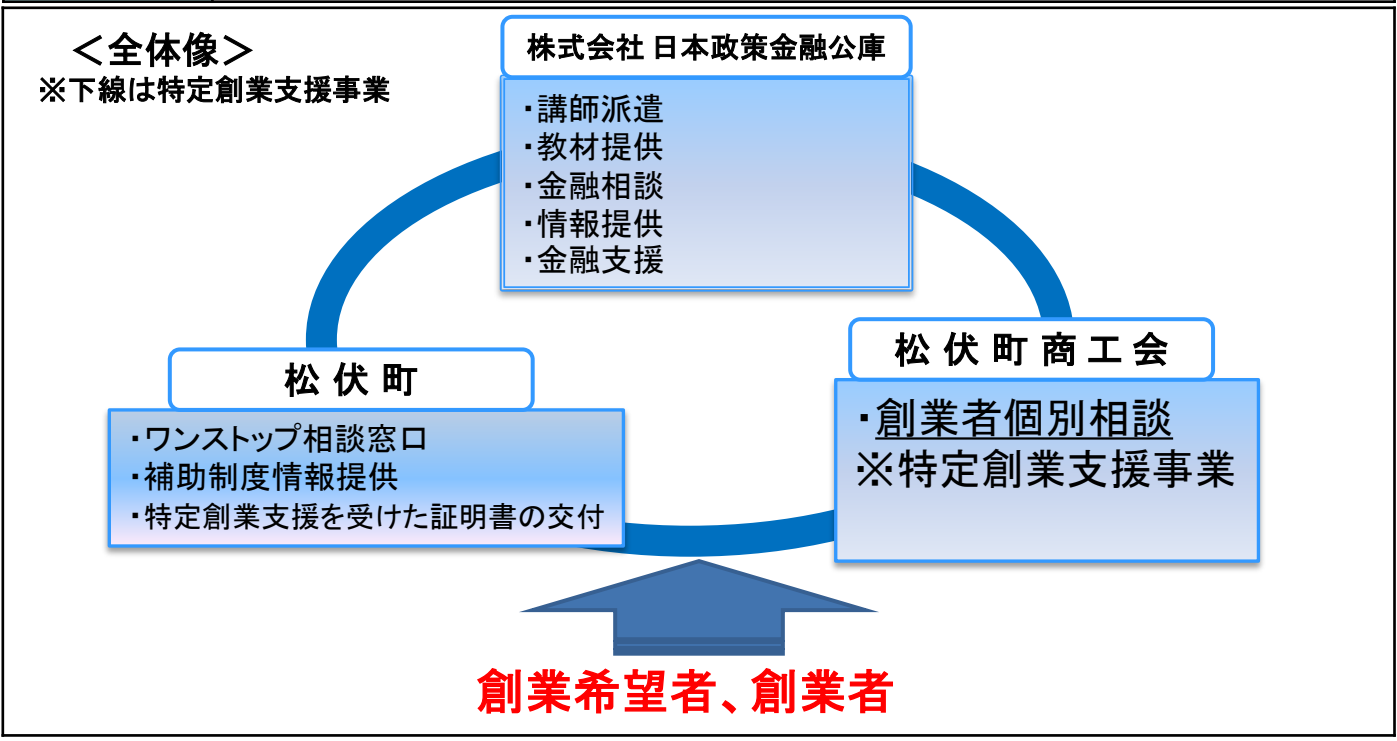 ＜全体像＞
※下線は特定創業支援事業
株式会社 日本政策金融公庫
・講師派遣
・教材提供
・金融相談
・情報提供
・金融支援
松 伏 町
・ワンストップ相談窓口
・補助制度情報提供
・特定創業支援を受けた証明書の交付
松 伏 町 商 工 会
・創業者個別相談
※特定創業支援事業
創業希望者、創業者